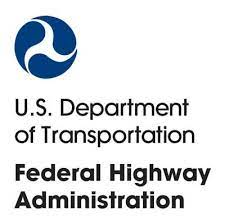 U.S. Department
of Transportation
Federal Highway
Administration